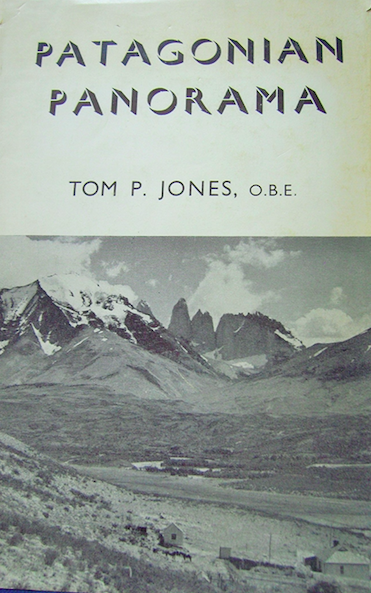 PATAGONIAN
PANORAMA
TOM P. JONES, O.B.E.